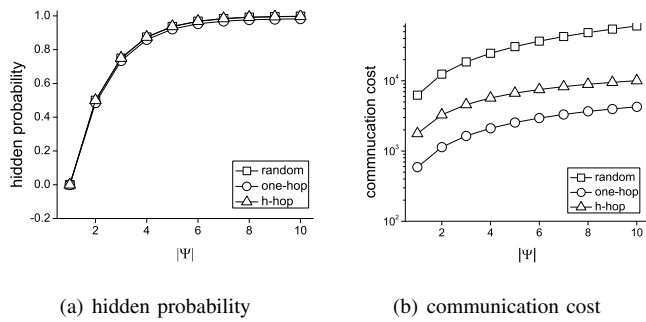 1.0
0.8
0.6
0.4
0.2
0.0
-0.2
hidden probability
random
one-hop
h-hop
2 4 6 8 10
|Ψ|
(a) hidden probability
10^4
10^3
10^2
commnucation cost
random
one-hop
h-hop
2 4 6 8 10
|Ψ|
(b) communication cost